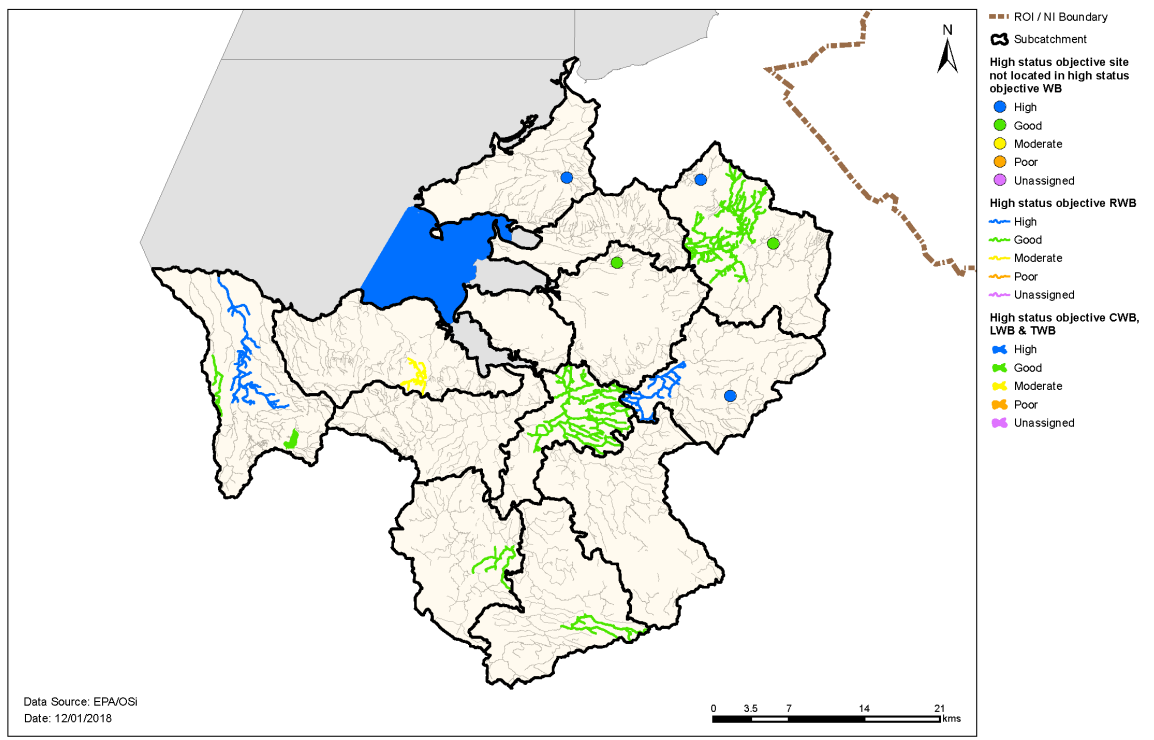 N
ROI / NI Boundary
Subcatchment
High status objective site
not located in high status
objective WB
High
Good
Moderate
Poor
Unassigned
High status objective RWB
High
Good
Moderate
Poor
Unassigned
High status objective CWB,
LWB & TWB
High
Good
Moderate
Poor
Unassigned
Data Source: EPA/OSi
Date: 12/01/2018
0 3.5 7 14 21
kms